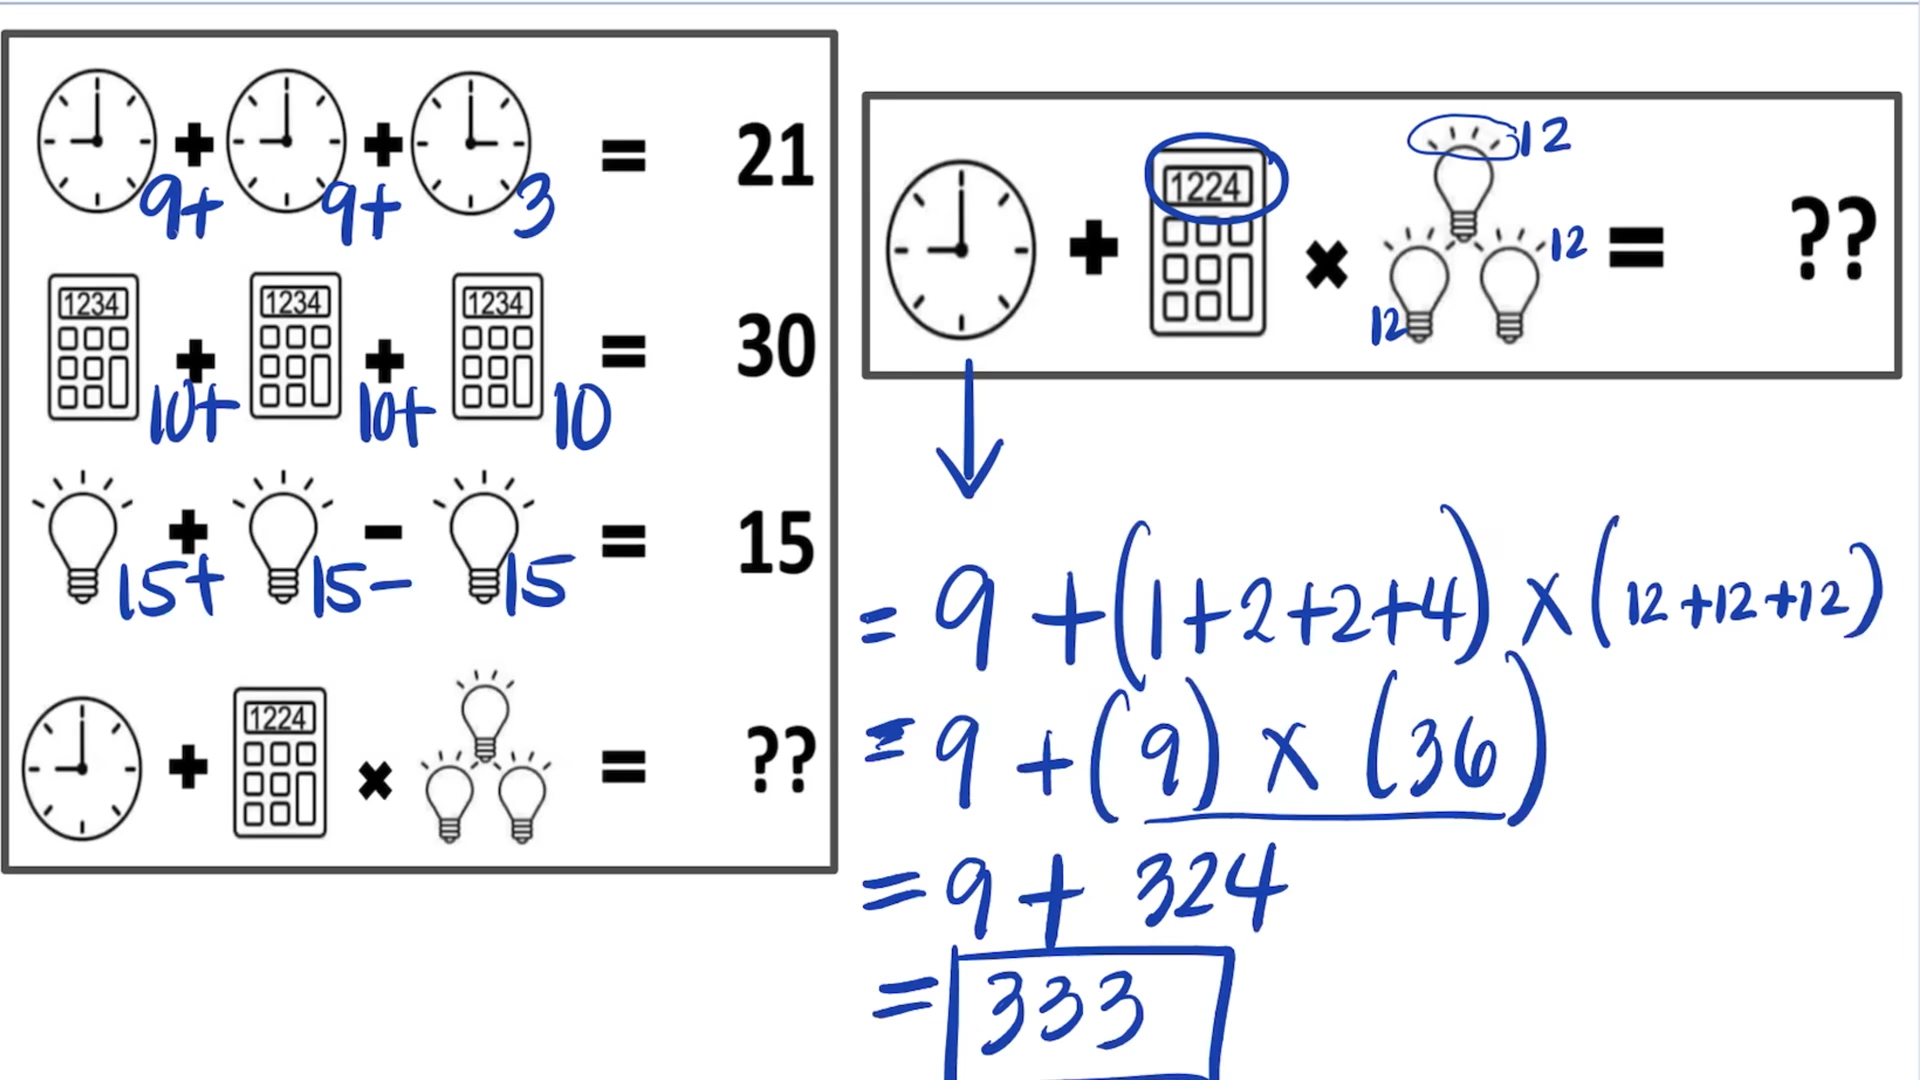 + + = 21
9+ 9+ 3
1234 + 1234 + 1234 = 30
10+ 10+ 10
+ - = 15
15+ 15- 15
+ 1224 × = ??
+ 1224 × 12 12 12 = ??
= 9 + (1+2+2+4) × (12+12+12)
= 9 + (9) × (36)
= 9 + 324
= 333